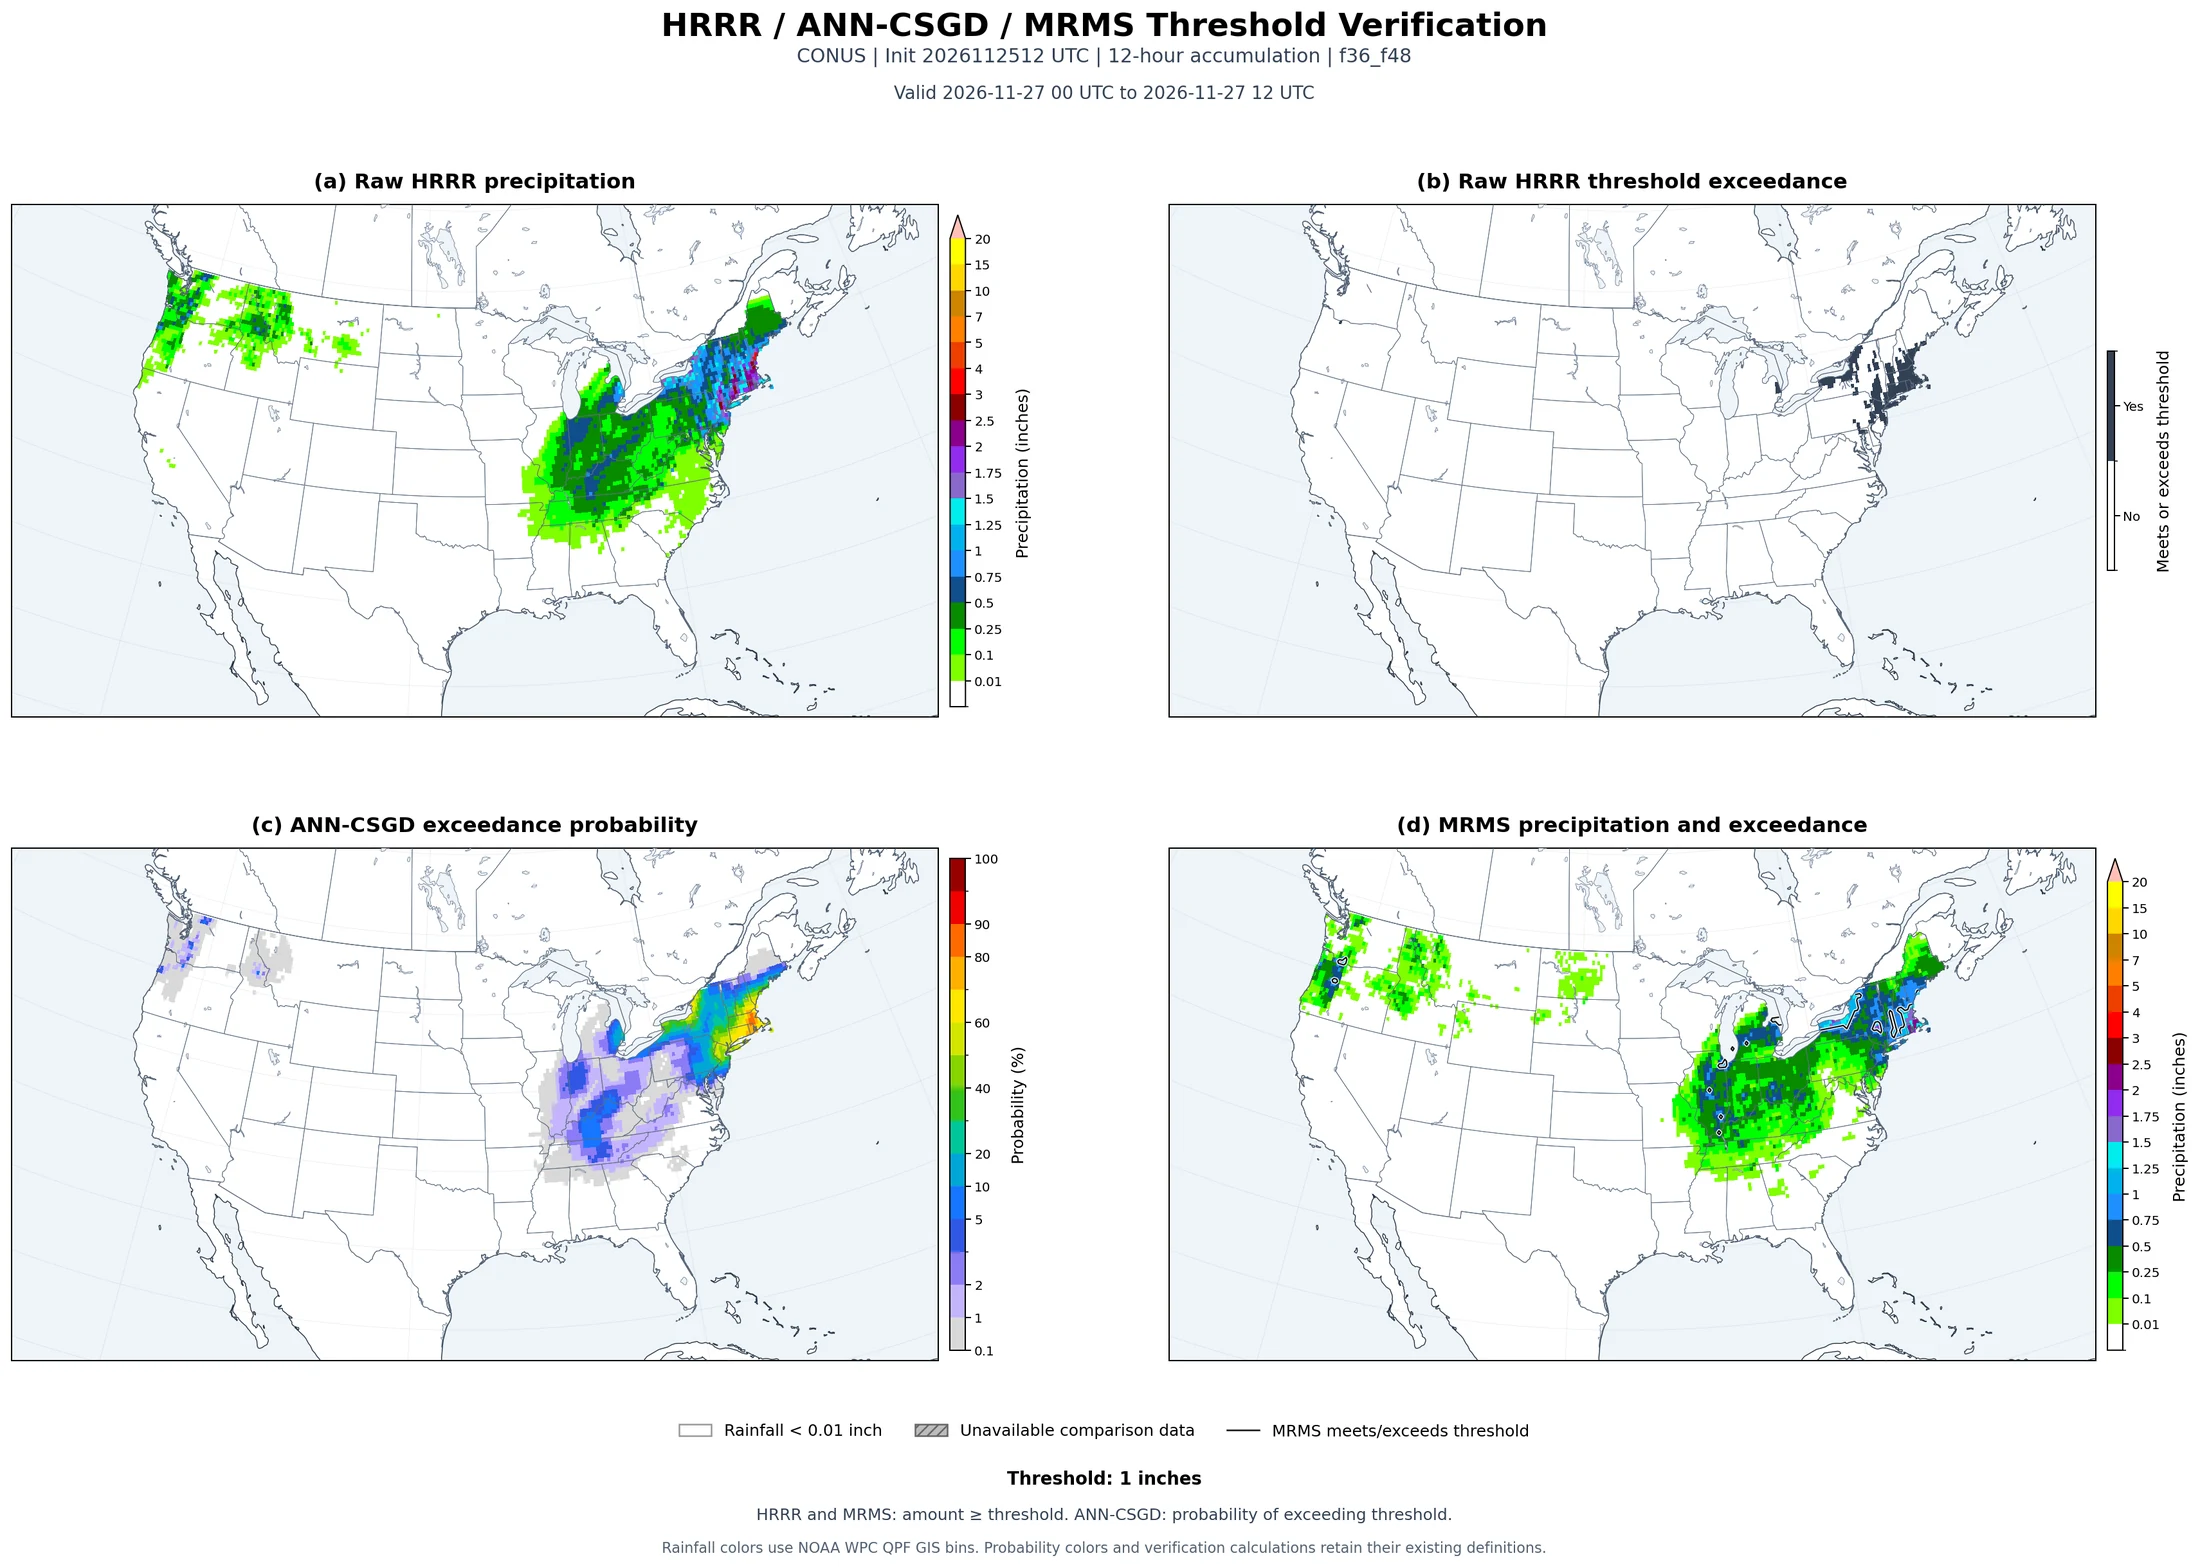 HRRR / ANN-CSGD / MRMS Threshold Verification
CONUS | Init 2026112512 UTC | 12-hour accumulation | f36_f48
Valid 2026-11-27 00 UTC to 2026-11-27 12 UTC
(a) Raw HRRR precipitation
20
15
10
7
5
4
3
2.5
2
1.75
1.5
1.25
1
0.75
0.5
0.25
0.1
0.01
Precipitation (inches)
(b) Raw HRRR threshold exceedance
Yes
No
Meets or exceeds threshold
(c) ANN-CSGD exceedance probability
100
90
80
60
40
20
10
5
2
1
0.1
Probability (%)
(d) MRMS precipitation and exceedance
20
15
10
7
5
4
3
2.5
2
1.75
1.5
1.25
1
0.75
0.5
0.25
0.1
0.01
Precipitation (inches)
Rainfall < 0.01 inch
Unavailable comparison data
MRMS meets/exceeds threshold
Threshold: 1 inches
HRRR and MRMS: amount ≥ threshold. ANN-CSGD: probability of exceeding threshold.
Rainfall colors use NOAA WPC QPF GIS bins. Probability colors and verification calculations retain their existing definitions.